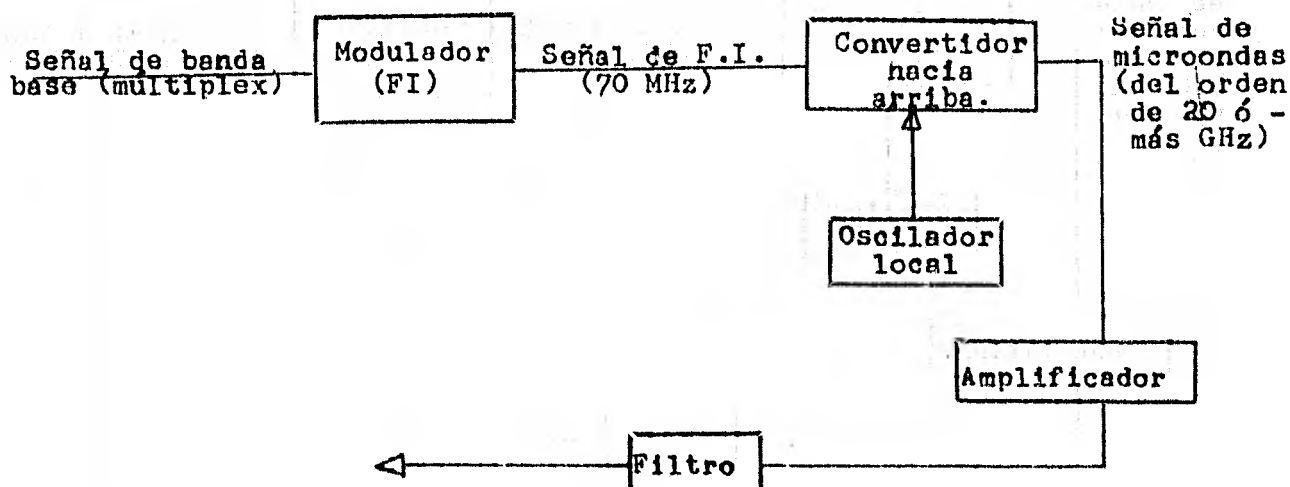 Señal de banda
base (multiplex)
Modulador
(FI)
Señal de F.I.
(70 MHz)
Convertidor
hacia
arriba.
Señal de
microondas
(del orden
de 20 ó -
más GHz)
Oscilador
local
Amplificador
Filtro